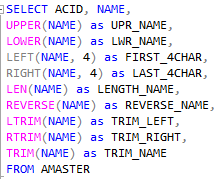 SELECT ACID, NAME,
UPPER(NAME) as UPR_NAME,
LOWER(NAME) as LWR_NAME,
LEFT(NAME, 4) as FIRST_4CHAR,
RIGHT(NAME, 4) as LAST_4CHAR,
LEN(NAME) as LENGTH_NAME,
REVERSE(NAME) as REVERSE_NAME,
LTRIM(NAME) as TRIM_LEFT,
RTRIM(NAME) as TRIM_RIGHT,
TRIM(NAME) as TRIM_NAME
FROM AMASTER